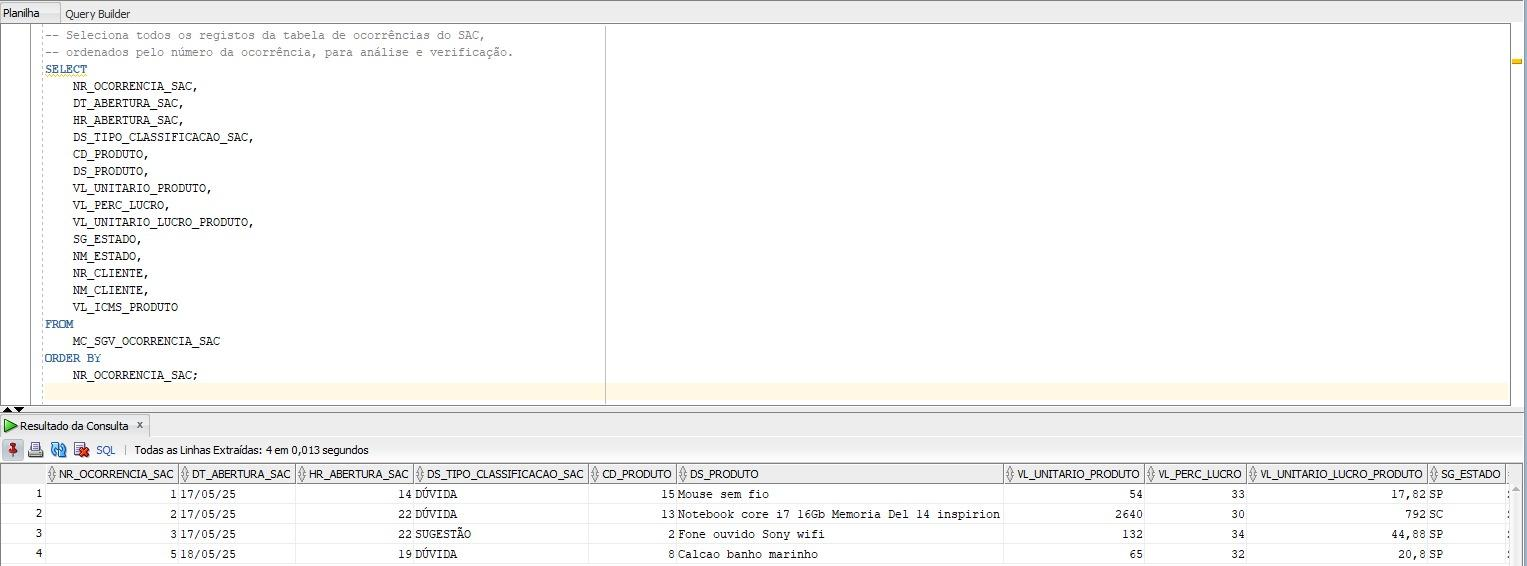 Planilha Query Builder
-- Seleciona todos os registos da tabela de ocorrências do SAC,
-- ordenados pelo número da ocorrência, para análise e verificação.
SELECT
NR_OCORRENCIA_SAC,
DT_ABERTURA_SAC,
HR_ABERTURA_SAC,
DS_TIPO_CLASSIFICACAO_SAC,
CD_PRODUTO,
DS_PRODUTO,
VL_UNITARIO_PRODUTO,
VL_PERC_LUCRO,
VL_UNITARIO_LUCRO_PRODUTO,
SG_ESTADO,
NM_ESTADO,
NR_CLIENTE,
NM_CLIENTE,
VL_ICMS_PRODUTO
FROM
MC_SGV_OCORRENCIA_SAC
ORDER BY
NR_OCORRENCIA_SAC;
Resultado da Consulta x
SQL | Todas as Linhas Extraídas: 4 em 0,013 segundos
NR_OCORRENCIA_SAC DT_ABERTURA_SAC HR_ABERTURA_SAC DS_TIPO_CLASSIFICACAO_SAC CD_PRODUTO DS_PRODUTO VL_UNITARIO_PRODUTO VL_PERC_LUCRO VL_UNITARIO_LUCRO_PRODUTO SG_ESTADO
1 1 17/05/25 14 DÚVIDA 15 Mouse sem fio 54 33 17,82 SP
2 2 17/05/25 22 DÚVIDA 13 Notebook core i7 16Gb Memoria Del 14 inspirion 2640 30 792 SC
3 3 17/05/25 22 SUGESTÃO 2 Fone ouvido Sony wifi 132 34 44,88 SP
4 5 18/05/25 19 DÚVIDA 8 Calcao banho marinho 65 32 20,8 SP